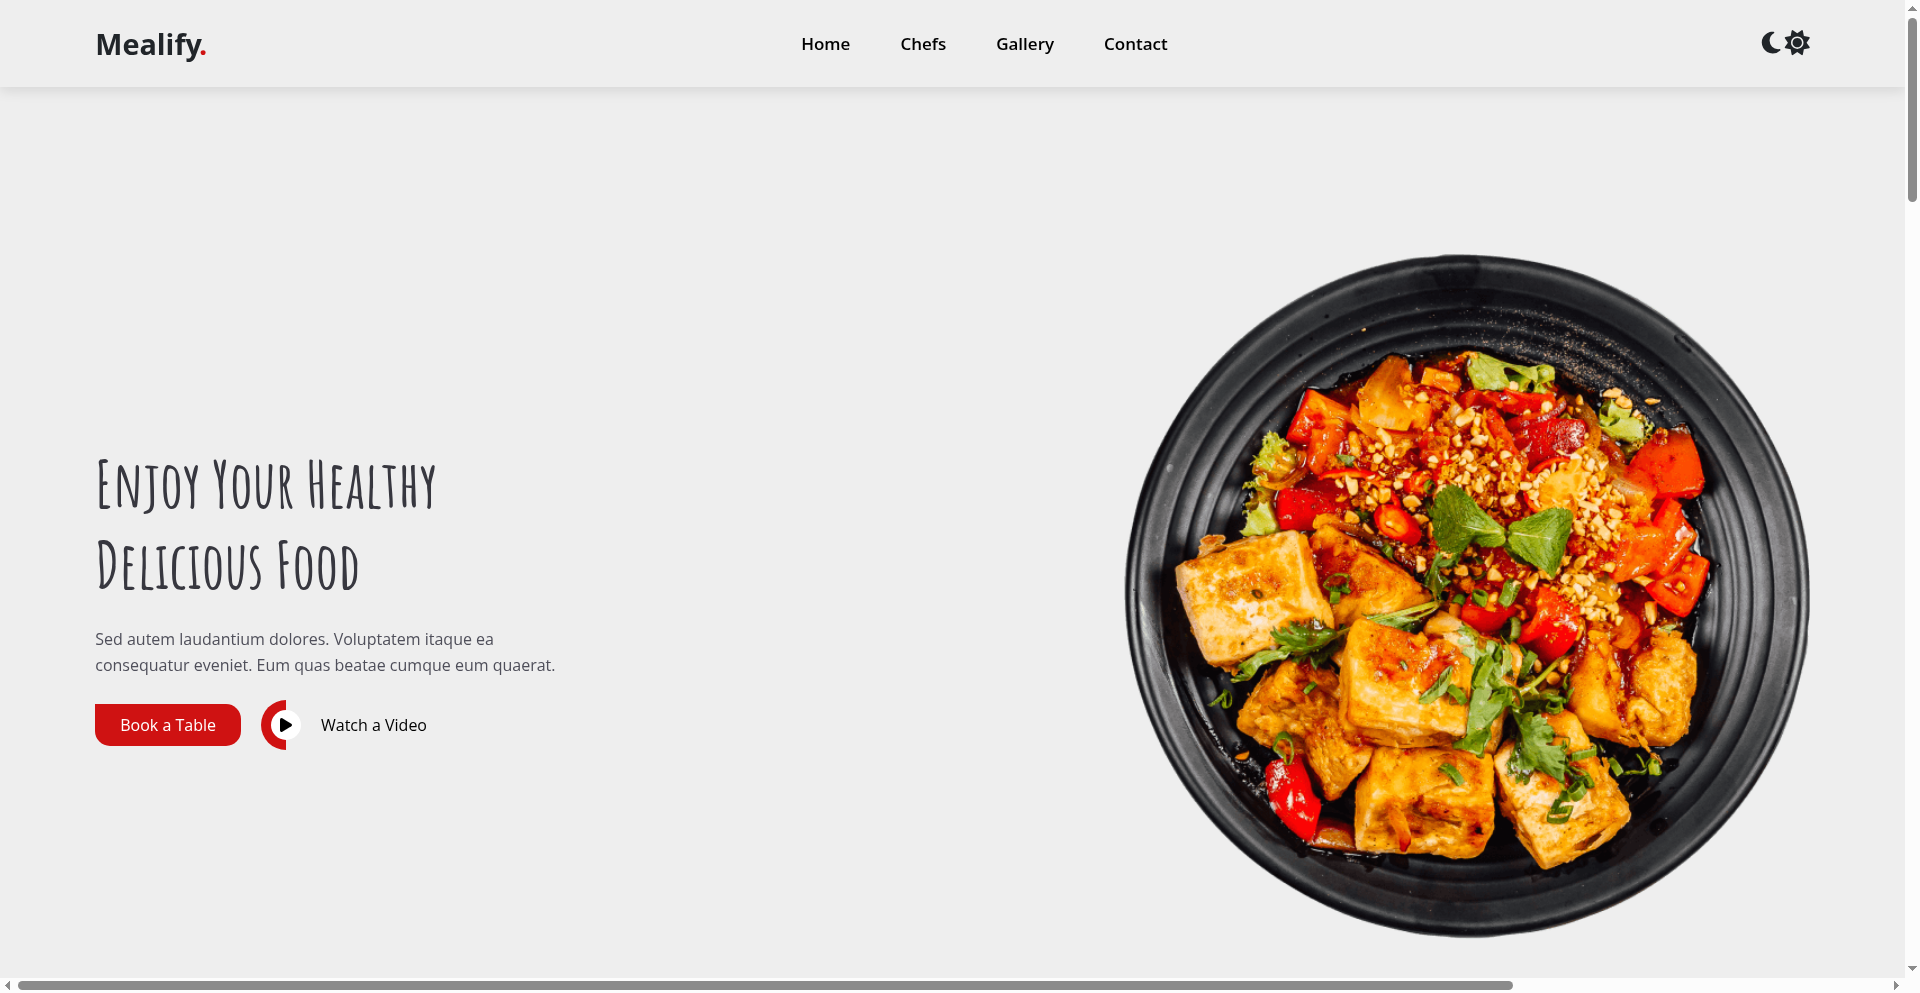 Mealify.
Home
Chefs
Gallery
Contact
Enjoy Your Healthy
Delicious Food
Sed autem laudantium dolores. Voluptatem itaque ea
consequatur eveniet. Eum quas beatae cumque eum quaerat.
Book a Table
Watch a Video